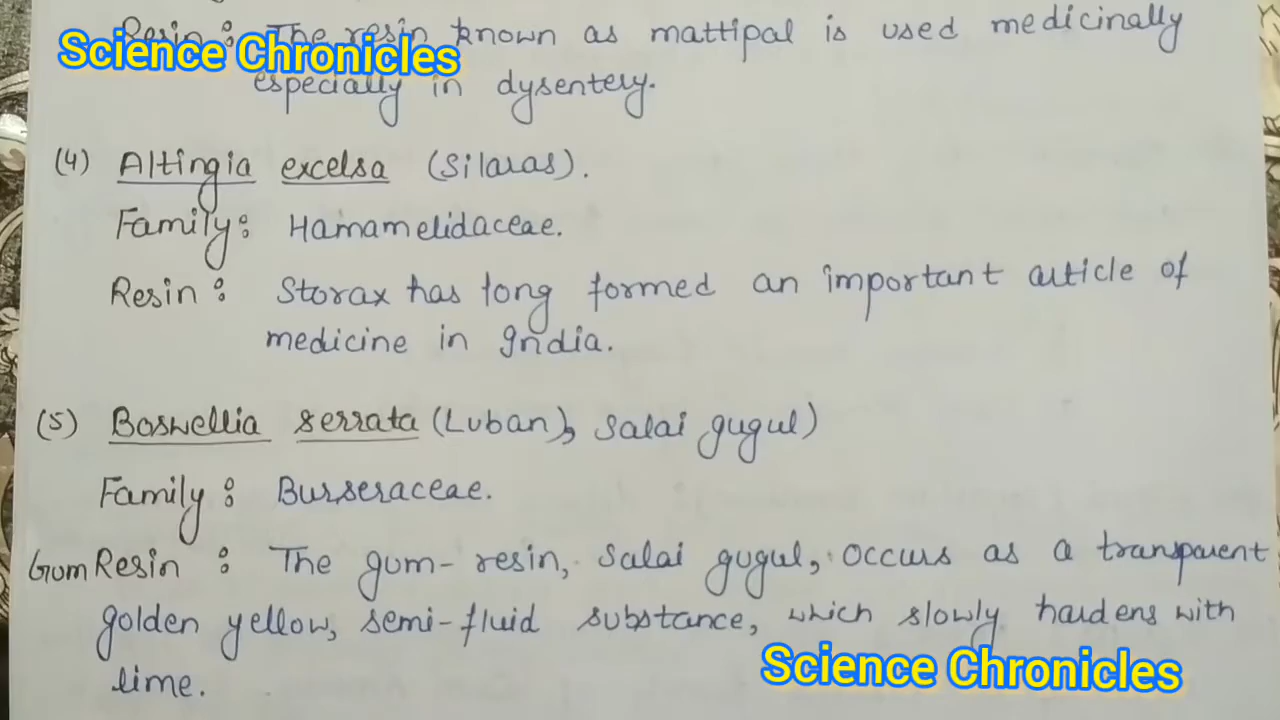 Resin : The resin known as mattipal is used medicinally
Science Chronicles
especially in dysentery.
(4) Altingia excelsa (Silaras).
Family : Hamamelidaceae.
Resin : Storax has long formed an important article of
medicine in India.
(5) Boswellia serrata (Luban), Salai gugul)
Family : Burseraceae.
Gum Resin : The gum-resin, Salai gugul, occurs as a transparent
golden yellow, semi-fluid substance, which slowly hardens with
time.
Science Chronicles